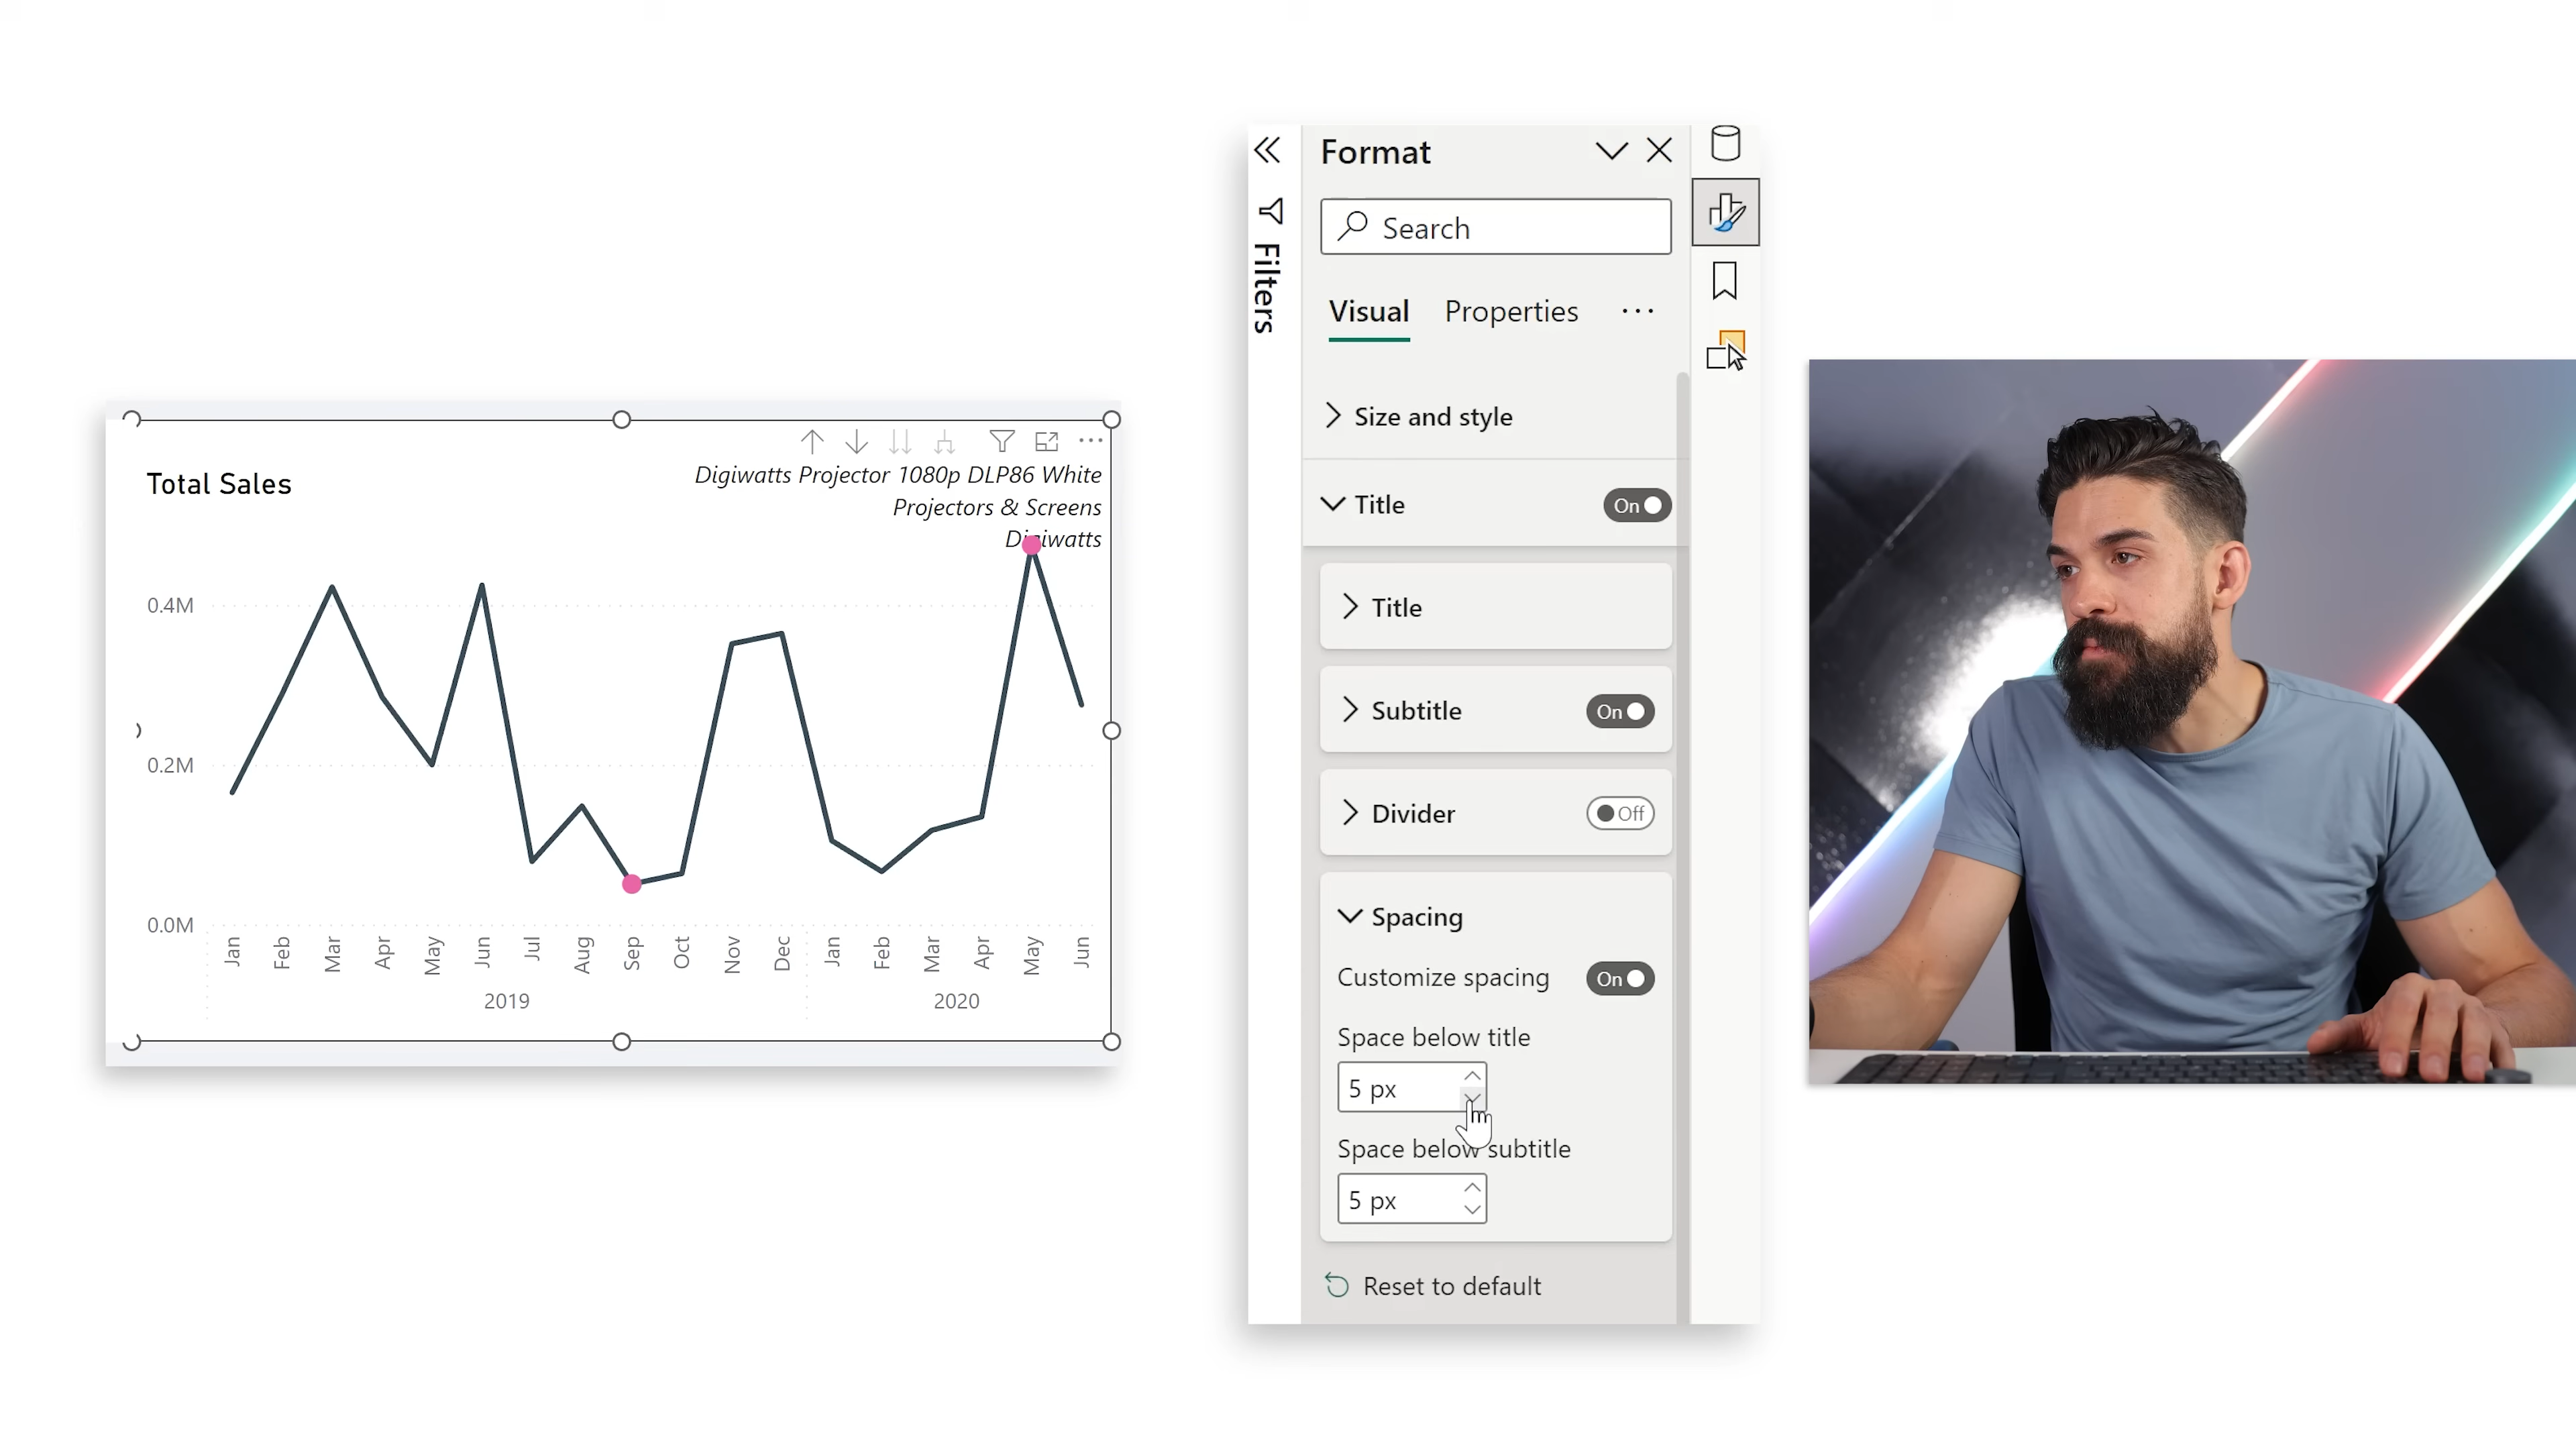 Total Sales
Digiwatts Projector 1080p DLP86 White
Projectors & Screens
Digiwatts
0.4M
0.2M
0.0M
Jan
Feb
Mar
Apr
May
Jun
Jul
Aug
Sep
Oct
Nov
Dec
Jan
Feb
Mar
Apr
May
Jun
2019
2020
Filters
Format
Search
Visual Properties
Size and style
Title On
Title
Subtitle On
Divider Off
Spacing
Customize spacing On
Space below title
5 px
Space below subtitle
5 px
Reset to default